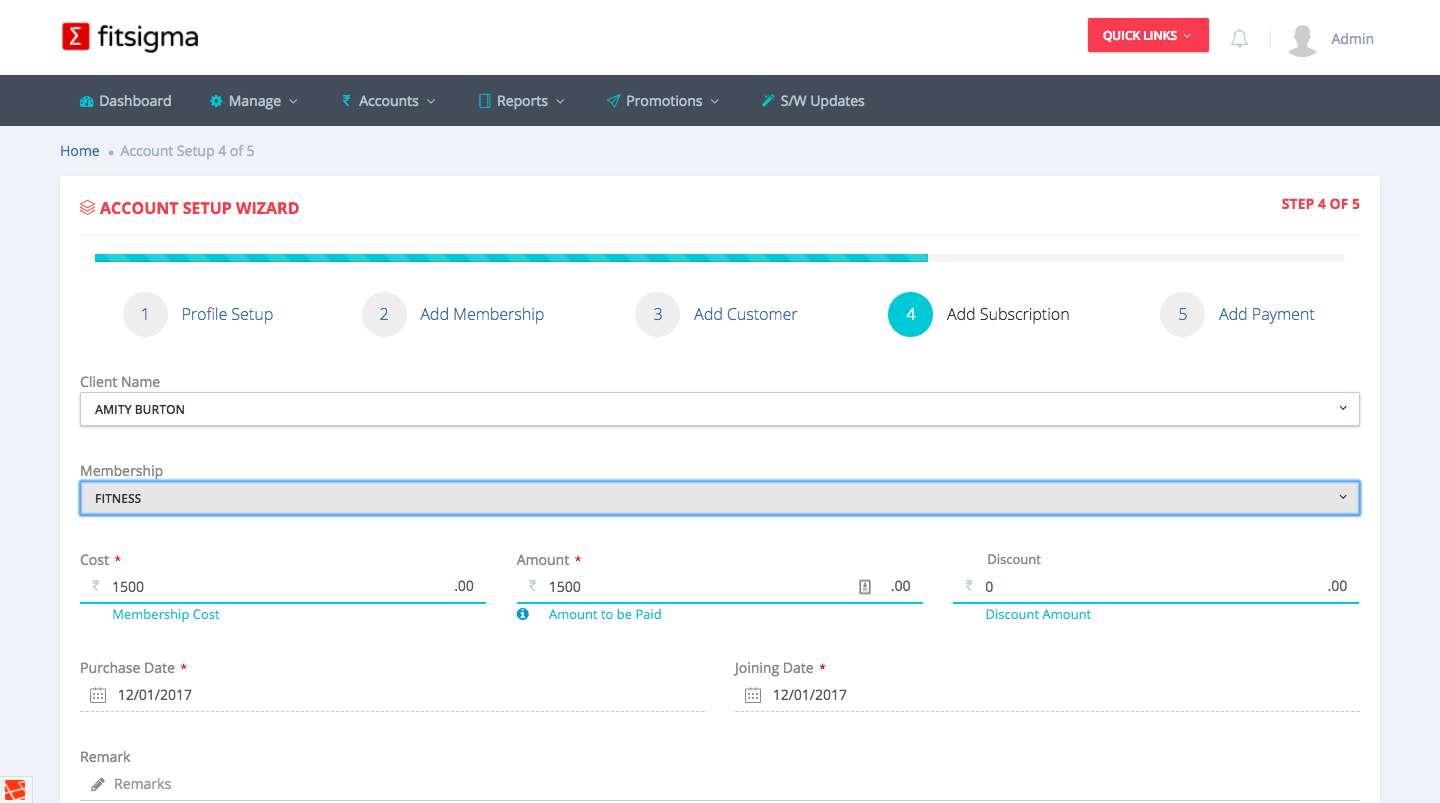 Σ fitsigma
QUICK LINKS
Admin
Dashboard Manage ₹ Accounts Reports Promotions S/W Updates
Home • Account Setup 4 of 5
ACCOUNT SETUP WIZARD
STEP 4 OF 5
1 Profile Setup 2 Add Membership 3 Add Customer 4 Add Subscription 5 Add Payment
Client Name
AMITY BURTON
Membership
FITNESS
Cost * Amount * Discount
₹ 1500 .00 ₹ 1500 .00 ₹ 0 .00
Membership Cost Amount to be Paid Discount Amount
Purchase Date * Joining Date *
12/01/2017 12/01/2017
Remark
Remarks